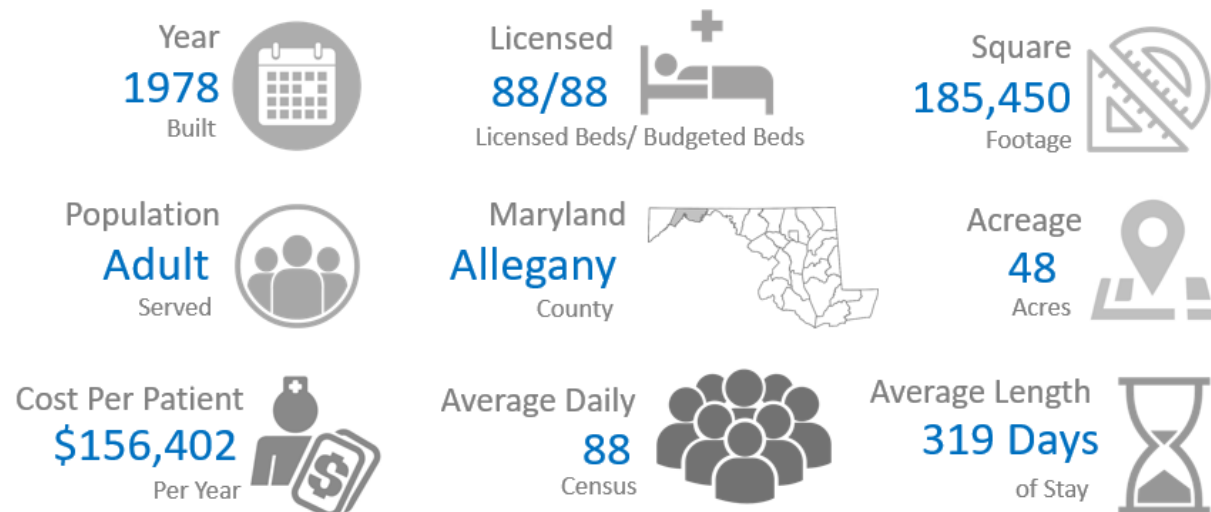 Year
1978
Built
Licensed
88/88
Licensed Beds/ Budgeted Beds
Square
185,450
Footage
Population
Adult
Served
Maryland
Allegany
County
Acreage
48
Acres
Cost Per Patient
$156,402
Per Year
$
Average Daily
88
Census
Average Length
319 Days
of Stay